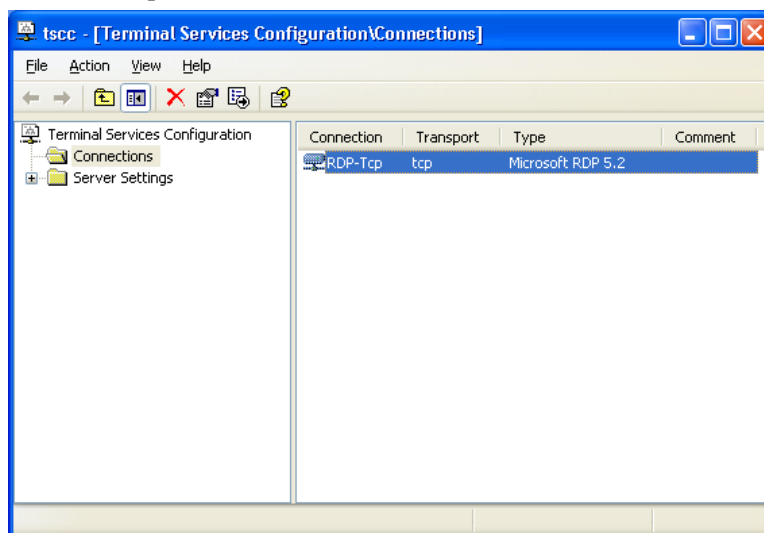 tscc - [Terminal Services Configuration\Connections]
File Action View Help
Terminal Services Configuration
Connections
Server Settings
Connection Transport Type Comment
RDP-Tcp tcp Microsoft RDP 5.2